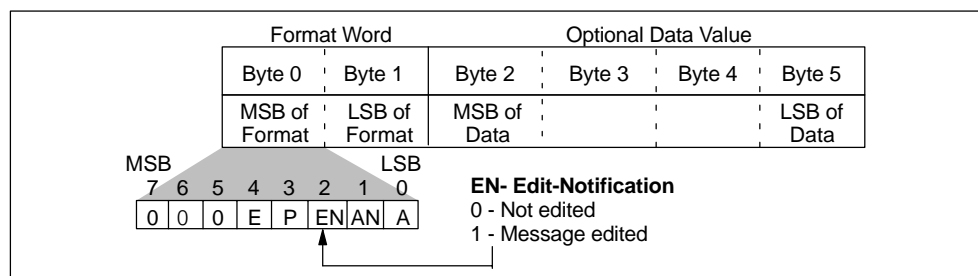 Format Word Optional Data Value
Byte 0 Byte 1 Byte 2 Byte 3 Byte 4 Byte 5
MSB of LSB of MSB of LSB of
Format Format Data Data
MSB LSB
7 6 5 4 3 2 1 0
0 0 0 E P EN AN A
EN- Edit-Notification
0 - Not edited
1 - Message edited